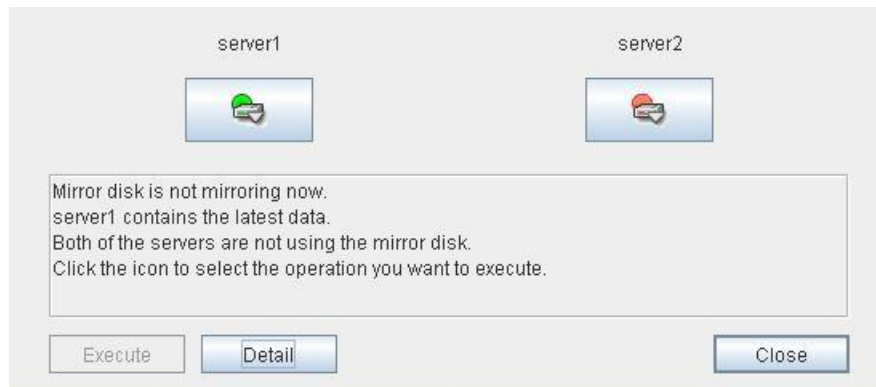 server1 server2
Mirror disk is not mirroring now.
server1 contains the latest data.
Both of the servers are not using the mirror disk.
Click the icon to select the operation you want to execute.
Execute Detail Close